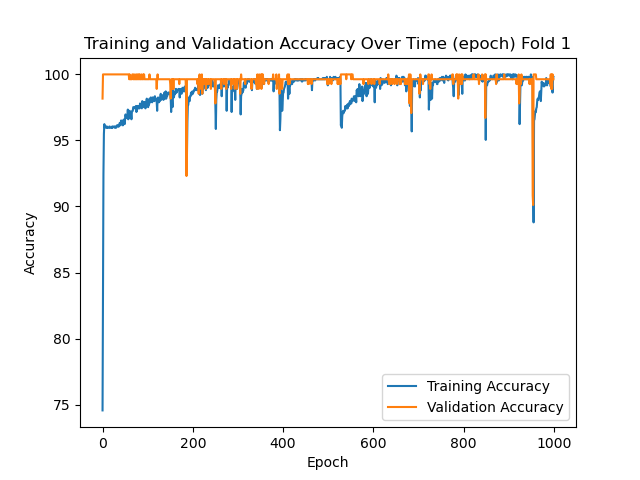 Training and Validation Accuracy Over Time (epoch) Fold 1
100
95
90
85
80
75
Accuracy
Training Accuracy
Validation Accuracy
0 200 400 600 800 1000
Epoch